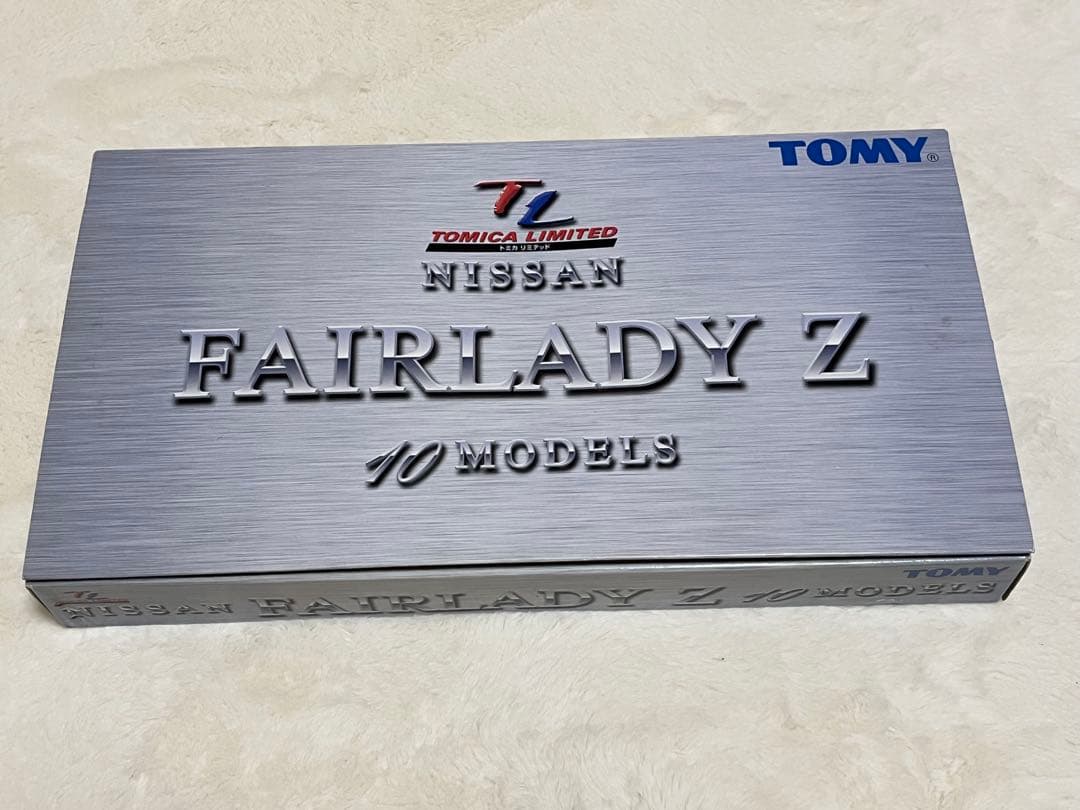 TOMY®
TL
TOMICA LIMITED
トミカ リミテッド
NISSAN
FAIRLADY Z
10 MODELS
TOMY
NISSAN FAIRLADY Z 10 MODELS